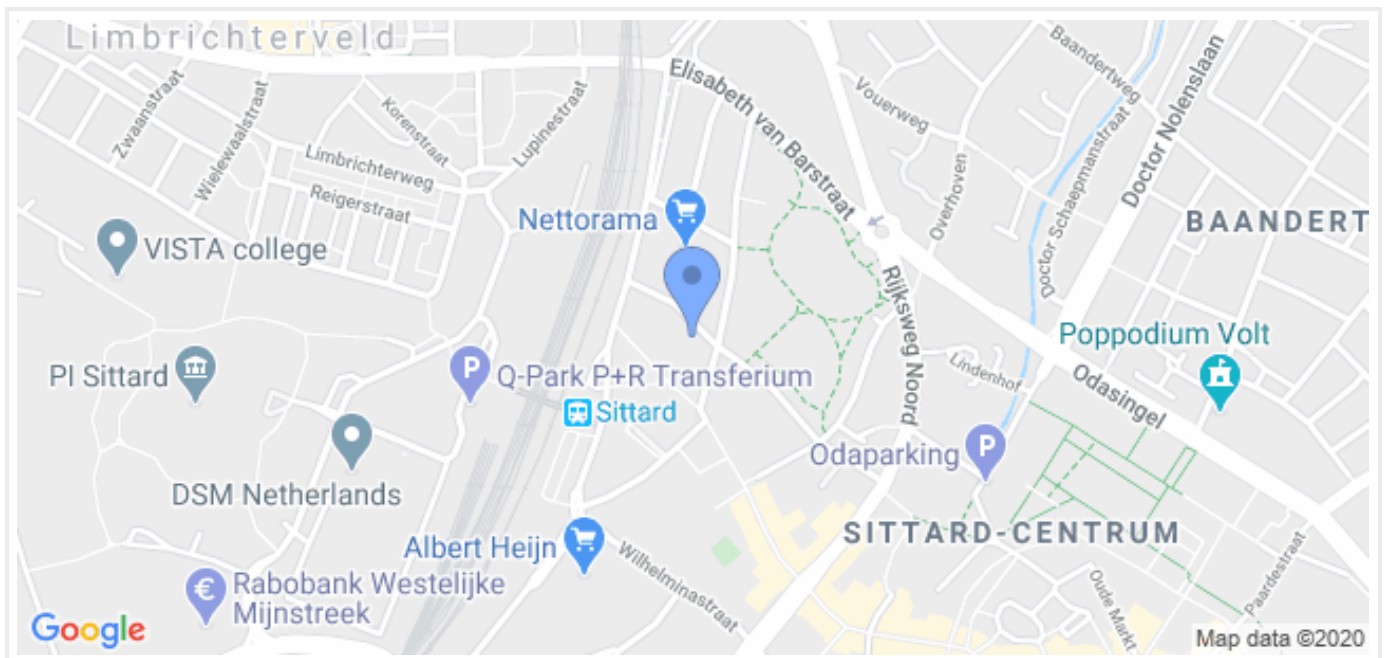 Limbrichterveld
Zwaanstraat
Wielewaalstraat
Korenstraat
Lupinestraat
Limbrichterweg
Reigerstraat
Elisabeth van Barstraat
Vouerweg
Overhoven
Baandertweg
Doctor Schaepmanstraat
Doctor Nolenslaan
BAANDERT
Nettorama
VISTA college
Rijksweg Noord
Lindenhof
Poppodium Volt
Odasingel
PI Sittard
P
Q-Park P+R Transferium
Sittard
Odaparking
P
DSM Netherlands
SITTARD-CENTRUM
Albert Heijn
Wilhelminastraat
Oude Markt
Paardestraat
€
Rabobank Westelijke
Mijnstreek
Google
Map data ©2020